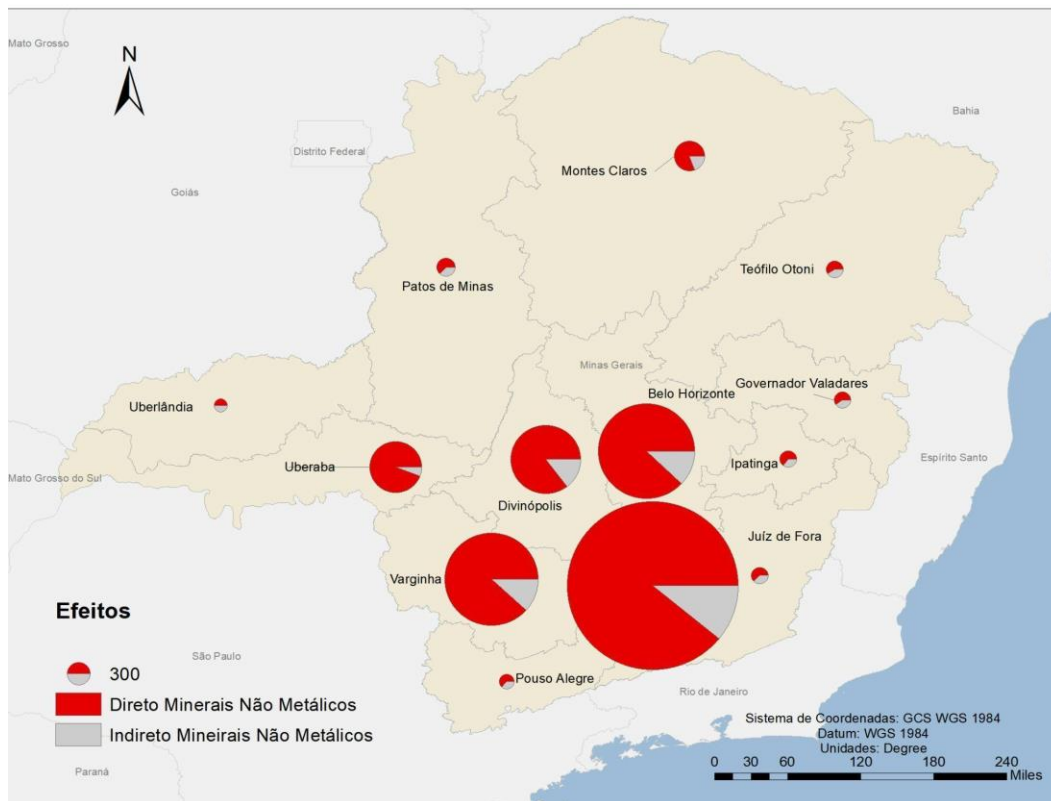 Mato Grosso
N
Bahia
Distrito Federal
Goiás
Montes Claros
Teófilo Otoni
Patos de Minas
Minas Gerais
Governador Valadares
Belo Horizonte
Uberlândia
Uberaba
Ipatinga
Espírito Santo
Mato Grosso do Sul
Divinópolis
Juíz de Fora
Varginha
Efeitos
São Paulo
300
Pouso Alegre
Rio de Janeiro
Direto Minerais Não Metálicos
Indireto Mineirais Não Metálicos
Paraná
Sistema de Coordenadas: GCS WGS 1984
Datum: WGS 1984
Unidades: Degree
0 30 60 120 180 240
Miles